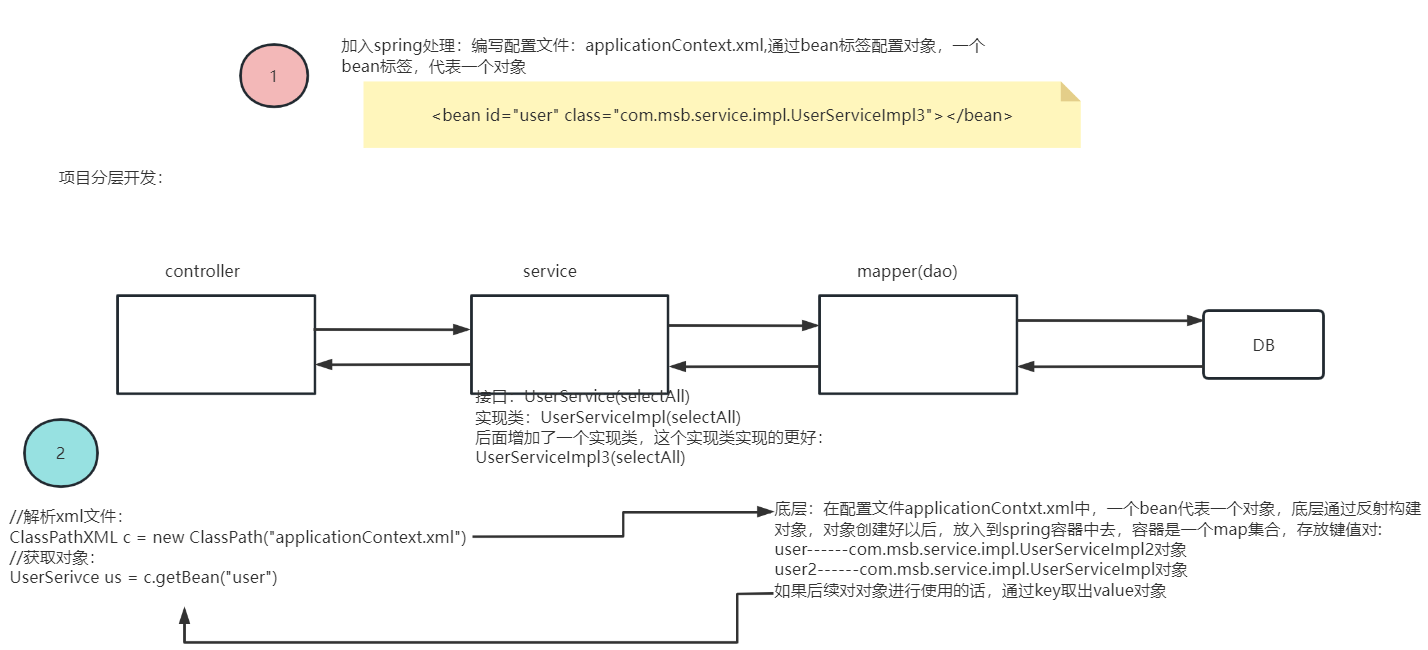 1
加入spring处理：编写配置文件：applicationContext.xml,通过bean标签配置对象，一个
bean标签，代表一个对象
<bean id="user" class="com.msb.service.impl.UserServiceImpl3"></bean>
项目分层开发：
controller
service
mapper(dao)
DB
接口：UserService(selectAll)
实现类：UserServiceImpl(selectAll)
后面增加了一个实现类，这个实现类实现的更好：
UserServiceImpl3(selectAll)
2
//解析xml文件：
ClassPathXML c = new ClassPath("applicationContext.xml")
//获取对象：
UserSerivce us = c.getBean("user")
底层：在配置文件applicationContxt.xml中，一个bean代表一个对象，底层通过反射构建
对象，对象创建好以后，放入到spring容器中去，容器是一个map集合，存放键值对:
user------com.msb.service.impl.UserServiceImpl2对象
user2------com.msb.service.impl.UserServiceImpl对象
如果后续对对象进行使用的话，通过key取出value对象